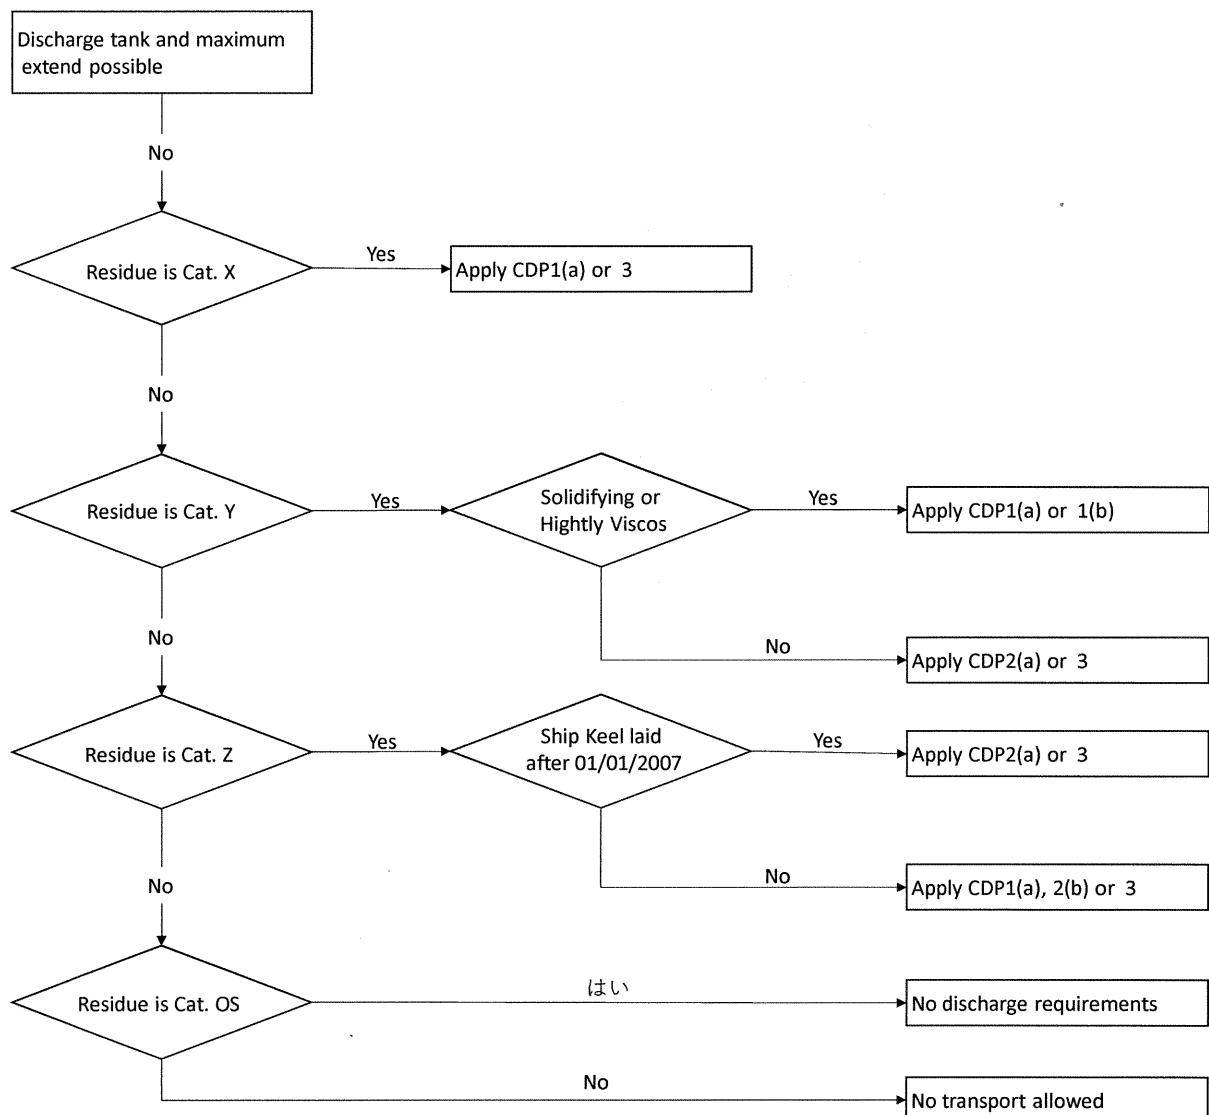 Discharge tank and maximum
extend possible
No
Residue is Cat. X
Yes
Apply CDP1(a) or 3
No
Residue is Cat. Y
Yes
Solidifying or
Hightly Viscos
Yes
Apply CDP1(a) or 1(b)
No
No
Apply CDP2(a) or 3
Residue is Cat. Z
Yes
Ship Keel laid
after 01/01/2007
Yes
Apply CDP2(a) or 3
No
No
Apply CDP1(a), 2(b) or 3
Residue is Cat. OS
はい
No discharge requirements
No
No transport allowed